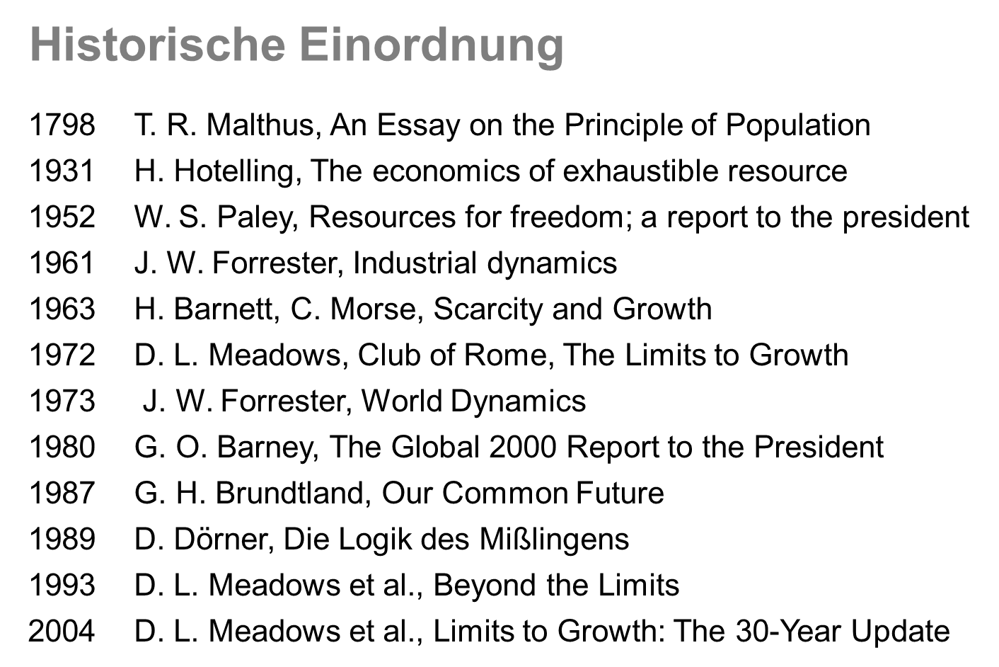 Historische Einordnung
1798 T. R. Malthus, An Essay on the Principle of Population
1931 H. Hotelling, The economics of exhaustible resource
1952 W. S. Paley, Resources for freedom; a report to the president
1961 J. W. Forrester, Industrial dynamics
1963 H. Barnett, C. Morse, Scarcity and Growth
1972 D. L. Meadows, Club of Rome, The Limits to Growth
1973 J. W. Forrester, World Dynamics
1980 G. O. Barney, The Global 2000 Report to the President
1987 G. H. Brundtland, Our Common Future
1989 D. Dörner, Die Logik des Mißlingens
1993 D. L. Meadows et al., Beyond the Limits
2004 D. L. Meadows et al., Limits to Growth: The 30-Year Update